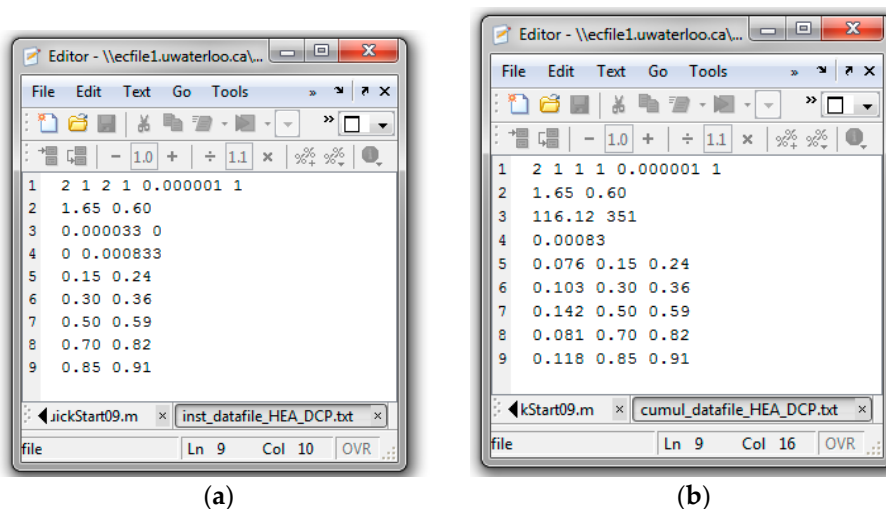 Editor - \\ecfile1.uwaterloo.ca\...
File Edit Text Go Tools »
»
- 1.0 + ÷ 1.1 ×
1 2 1 2 1 0.000001 1
2 1.65 0.60
3 0.000033 0
4 0 0.000833
5 0.15 0.24
6 0.30 0.36
7 0.50 0.59
8 0.70 0.82
9 0.85 0.91
inst_datafile_HEA_DCP.txt ×
file Ln 9 Col 10 OVR
(a)
Editor - \\ecfile1.uwaterloo.ca\...
File Edit Text Go Tools »
»
- 1.0 + ÷ 1.1 ×
1 2 1 1 1 0.000001 1
2 1.65 0.60
3 116.12 351
4 0.00083
5 0.076 0.15 0.24
6 0.103 0.30 0.36
7 0.142 0.50 0.59
8 0.081 0.70 0.82
9 0.118 0.85 0.91
kStart09.m × cumul_datafile_HEA_DCP.txt ×
file Ln 9 Col 16 OVR
(b)